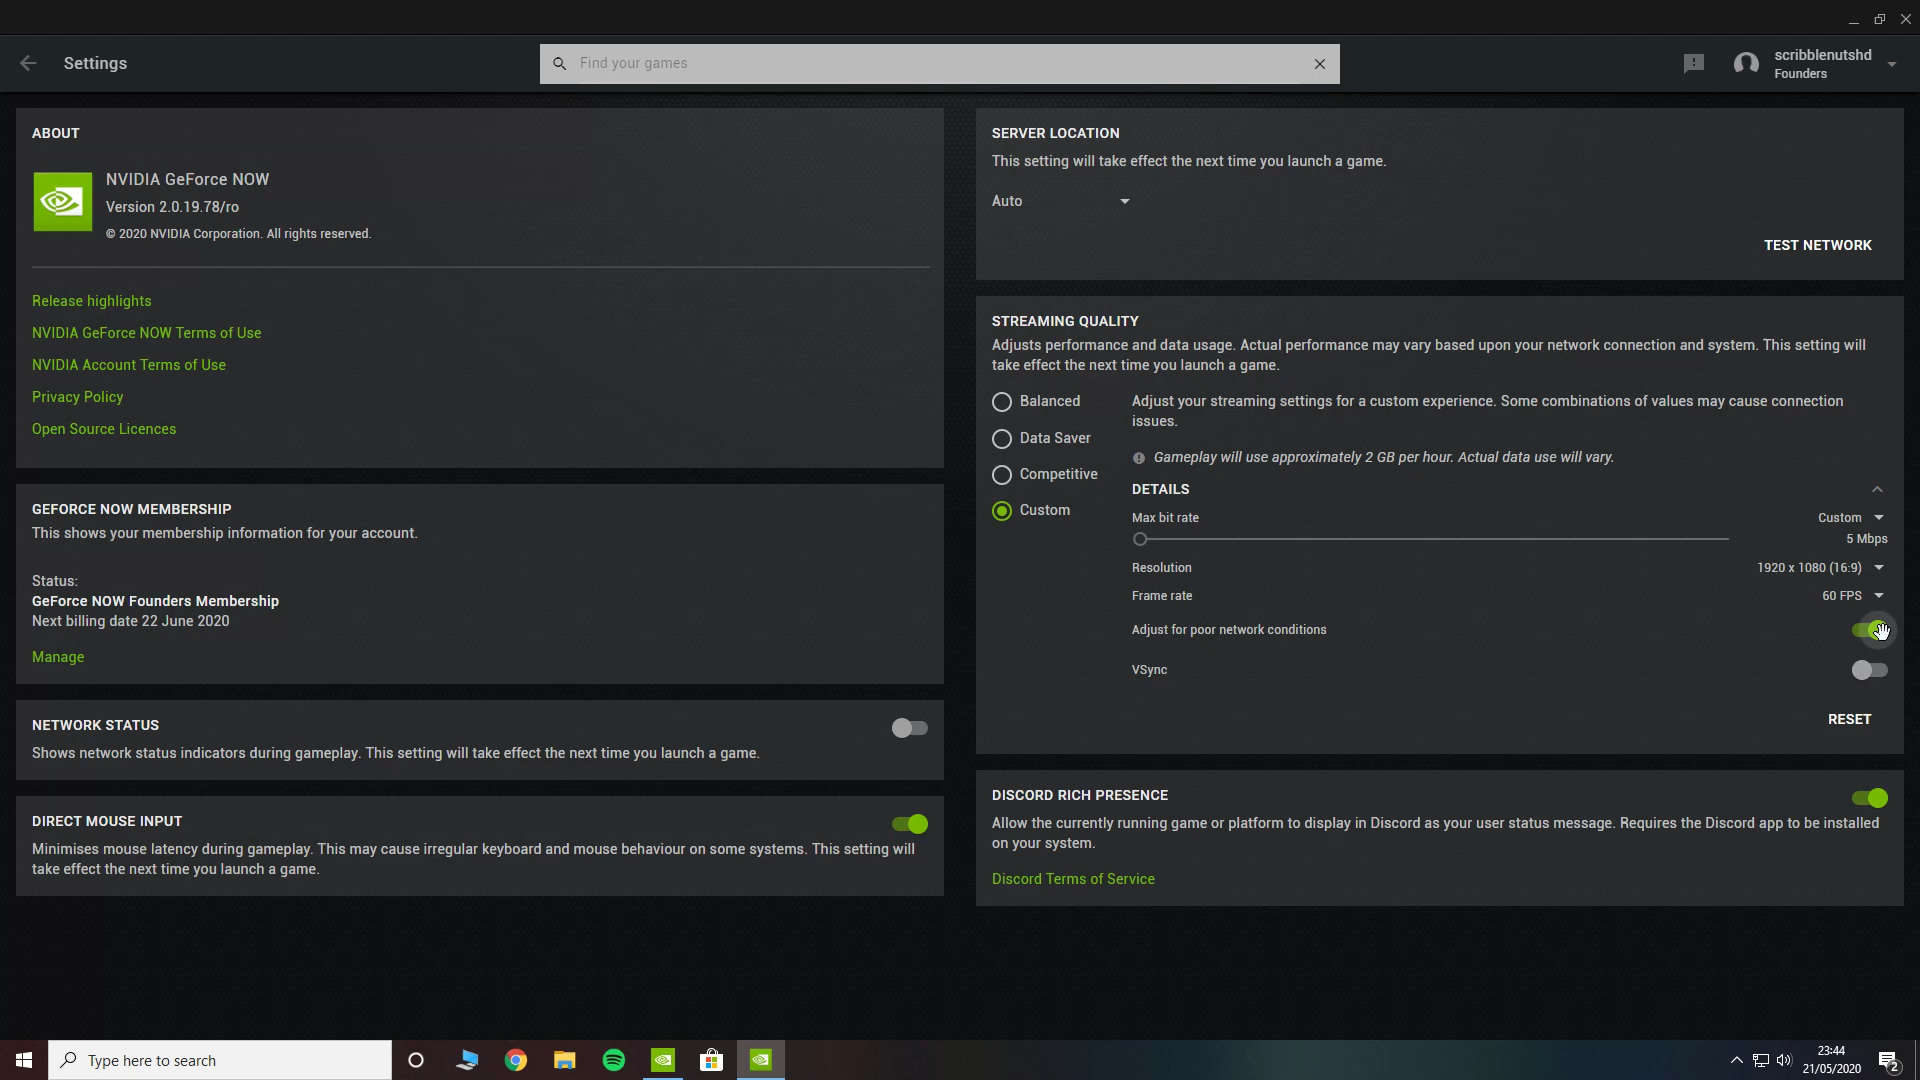 Settings
Find your games
scribblenutshd
Founders
ABOUT
NVIDIA GeForce NOW
Version 2.0.19.78/ro
© 2020 NVIDIA Corporation. All rights reserved.
Release highlights
NVIDIA GeForce NOW Terms of Use
NVIDIA Account Terms of Use
Privacy Policy
Open Source Licences
GEFORCE NOW MEMBERSHIP
This shows your membership information for your account.
Status:
GeForce NOW Founders Membership
Next billing date 22 June 2020
Manage
NETWORK STATUS
Shows network status indicators during gameplay. This setting will take effect the next time you launch a game.
DIRECT MOUSE INPUT
Minimises mouse latency during gameplay. This may cause irregular keyboard and mouse behaviour on some systems. This setting will
take effect the next time you launch a game.
SERVER LOCATION
This setting will take effect the next time you launch a game.
Auto
TEST NETWORK
STREAMING QUALITY
Adjusts performance and data usage. Actual performance may vary based upon your network connection and system. This setting will
take effect the next time you launch a game.
Balanced
Data Saver
Competitive
Custom
Adjust your streaming settings for a custom experience. Some combinations of values may cause connection
issues.
Gameplay will use approximately 2 GB per hour. Actual data use will vary.
DETAILS
Max bit rate
Custom
5 Mbps
Resolution
1920 x 1080 (16:9)
Frame rate
60 FPS
Adjust for poor network conditions
VSync
RESET
DISCORD RICH PRESENCE
Allow the currently running game or platform to display in Discord as your user status message. Requires the Discord app to be installed
on your system.
Discord Terms of Service
Type here to search
23:44
21/05/2020
2